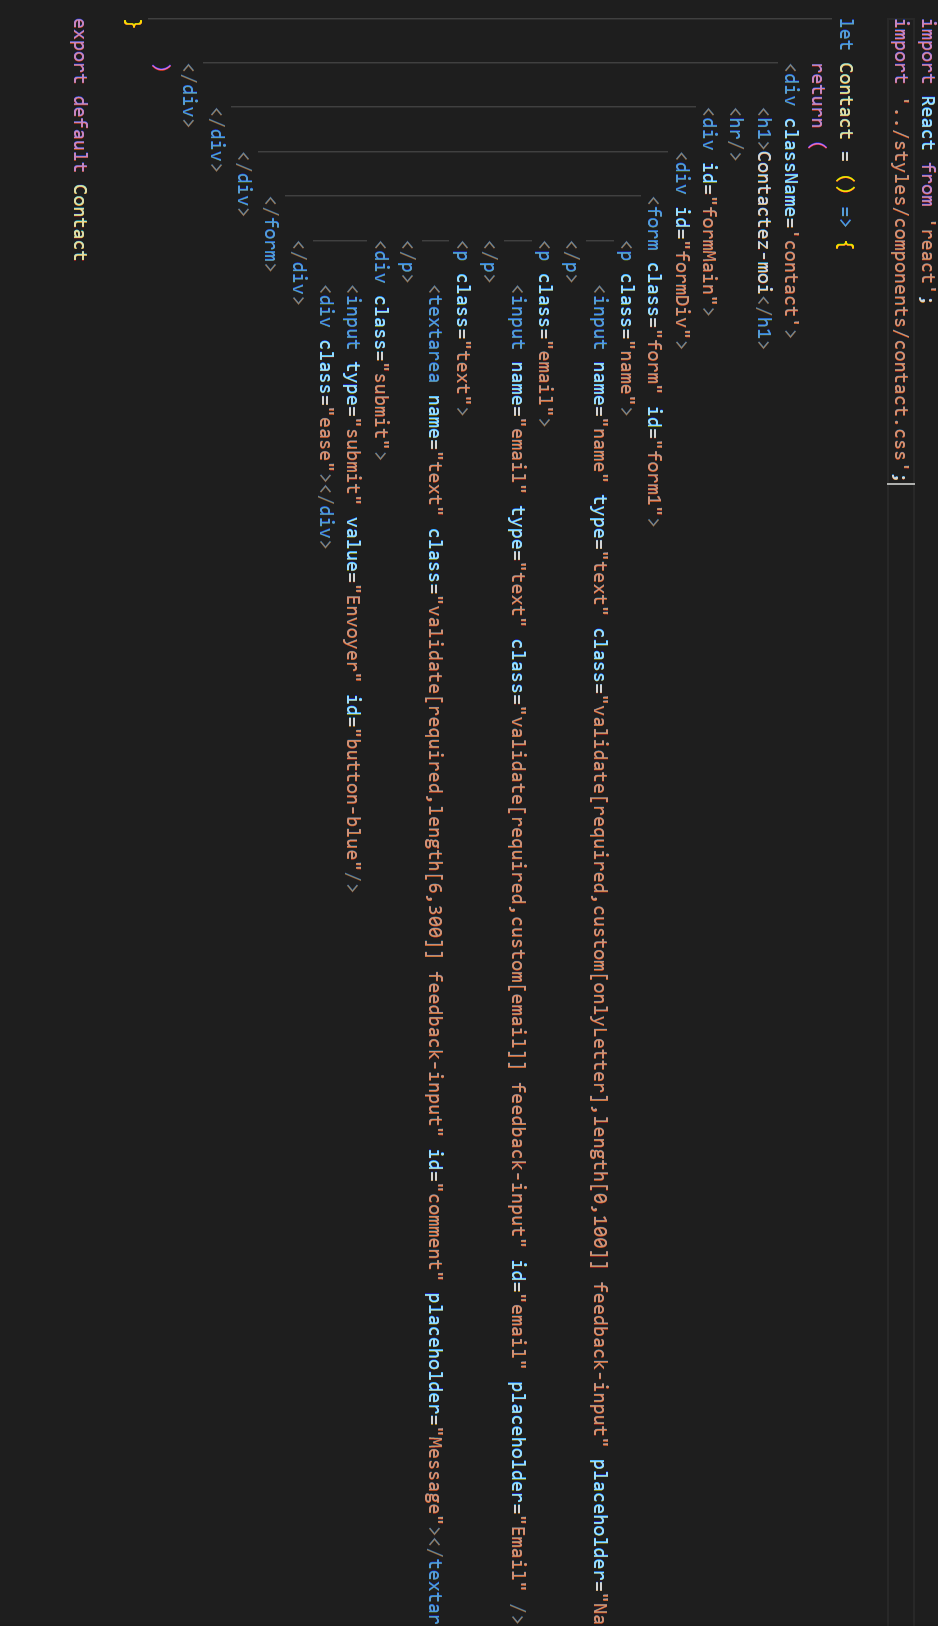 import React from 'react';
import '../styles/components/contact.css';
let Contact = () => {
return (
<div className='contact'>
<h1>Contactez-moi</h1>
<hr/>
<div id="formMain">
<div id="formDiv">
<form class="form" id="form1">
<p class="name">
<input name="name" type="text" class="validate[required,custom[onlyLetter],length[0,100]] feedback-input" placeholder="Na
</p>
<p class="email">
<input name="email" type="text" class="validate[required,custom[email]] feedback-input" id="email" placeholder="Email" />
</p>
<p class="text">
<textarea name="text" class="validate[required,length[6,300]] feedback-input" id="comment" placeholder="Message"></textar
</p>
<div class="submit">
<input type="submit" value="Envoyer" id="button-blue"/>
<div class="ease"></div>
</div>
</form>
</div>
</div>
</div>
)
}
export default Contact